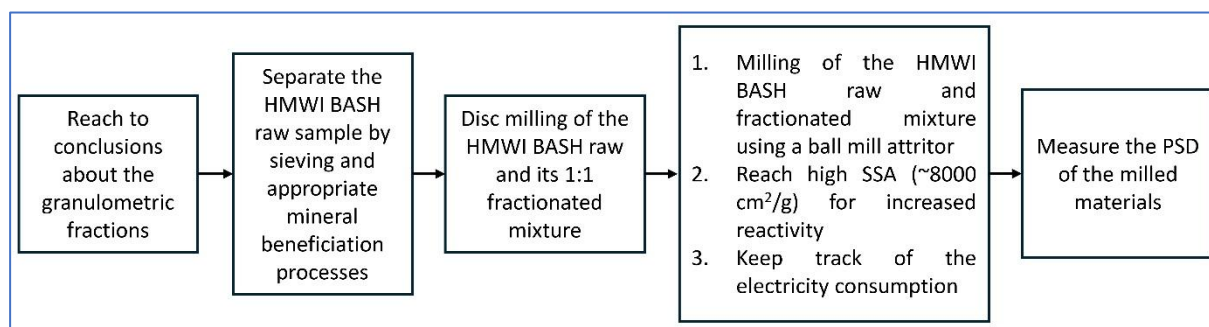 Reach to
conclusions
about the
granulometric
fractions
Separate the
HMWI BASH
raw sample by
sieving and
appropriate
mineral
beneficiation
processes
Disc milling of the
HMWI BASH raw
and its 1:1
fractionated
mixture
1. Milling of the HMWI
BASH raw and
fractionated mixture
using a ball mill attritor
2. Reach high SSA (~8000
cm²/g) for increased
reactivity
3. Keep track of the
electricity consumption
Measure the PSD
of the milled
materials